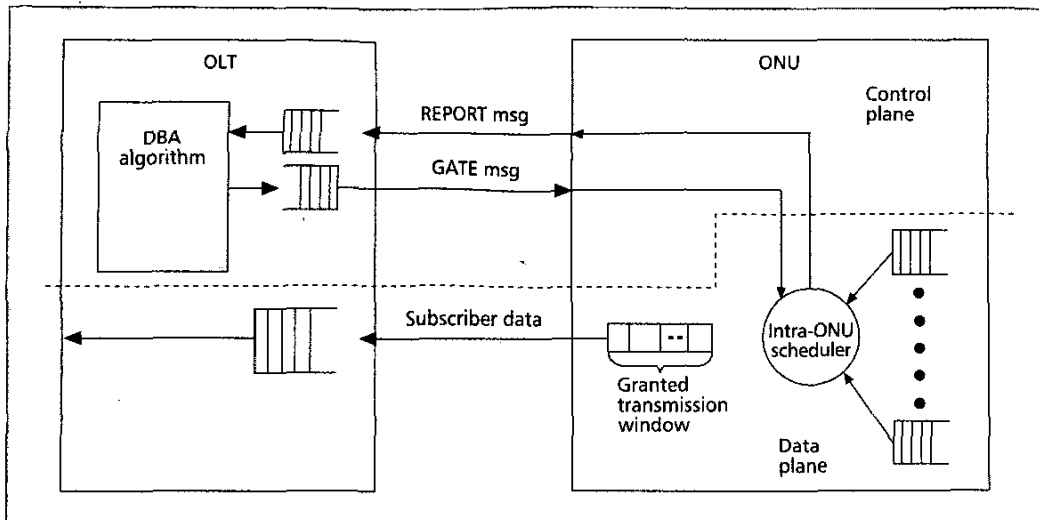 OLT
ONU
DBA
algorithm
REPORT msg
GATE msg
Control
plane
Subscriber data
Intra-ONU
scheduler
Granted
transmission
window
Data
plane